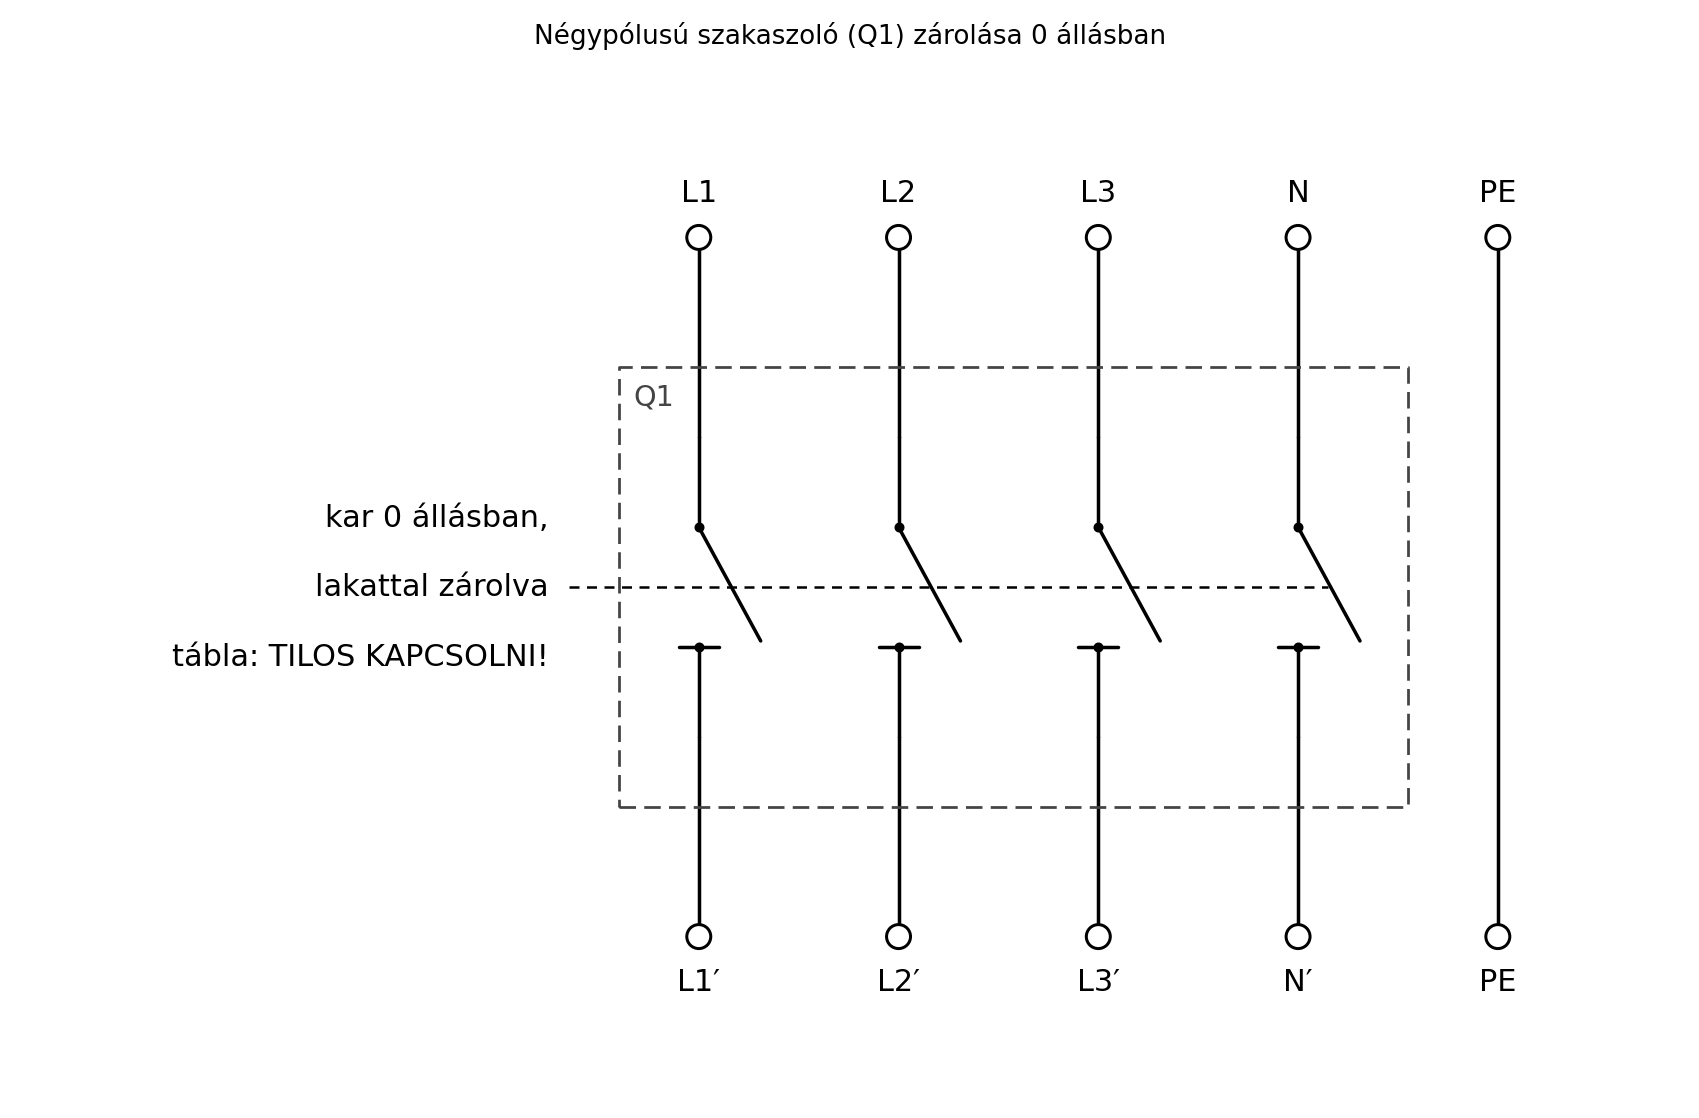 Négypólusú szakaszoló (Q1) zárolása 0 állásban
L1 L2 L3 N PE
Q1
kar 0 állásban,
lakattal zárolva
tábla: TILOS KAPCSOLNI!
L1′ L2′ L3′ N′ PE